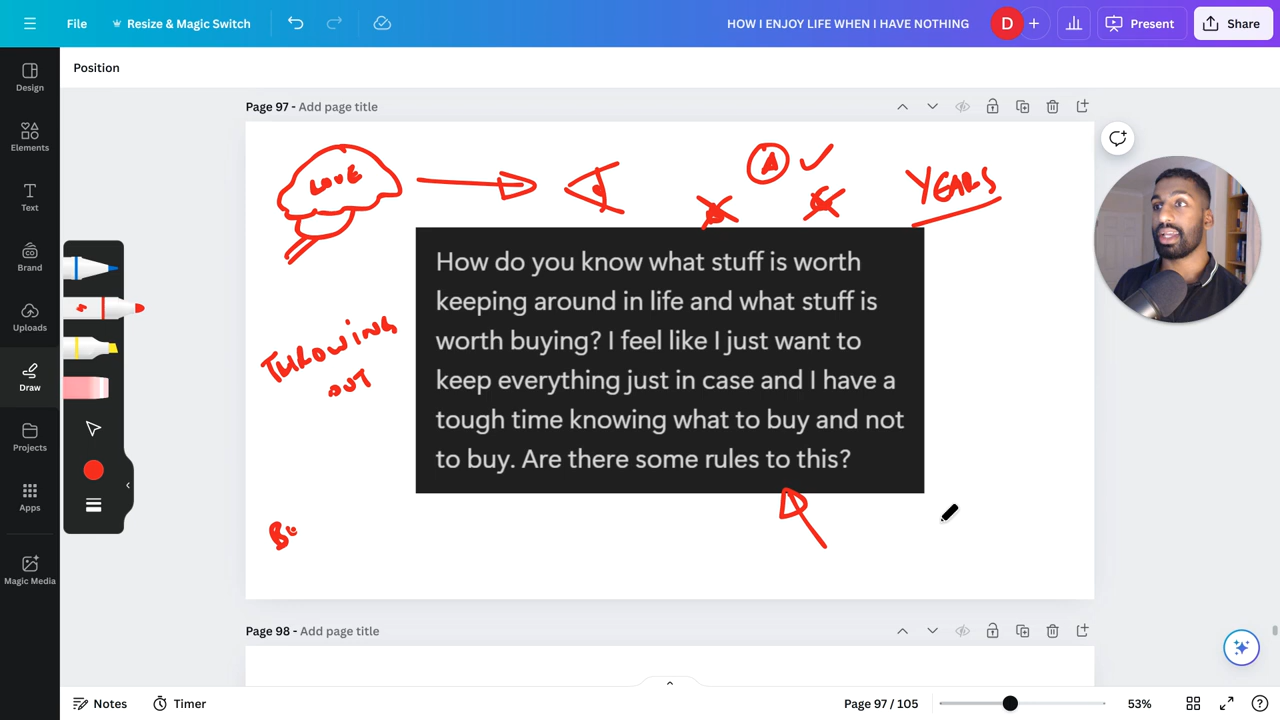 File
Resize & Magic Switch
HOW I ENJOY LIFE WHEN I HAVE NOTHING
D
Present
Share
Position
Design
Elements
Text
Brand
Uploads
Draw
Projects
Apps
Magic Media
Page 97 - Add page title
LOVE
A
YEARS
How do you know what stuff is worth
keeping around in life and what stuff is
worth buying? I feel like I just want to
keep everything just in case and I have a
tough time knowing what to buy and not
to buy. Are there some rules to this?
THROWING
OUT
Page 98 - Add page title
Notes
Timer
Page 97 / 105
53%